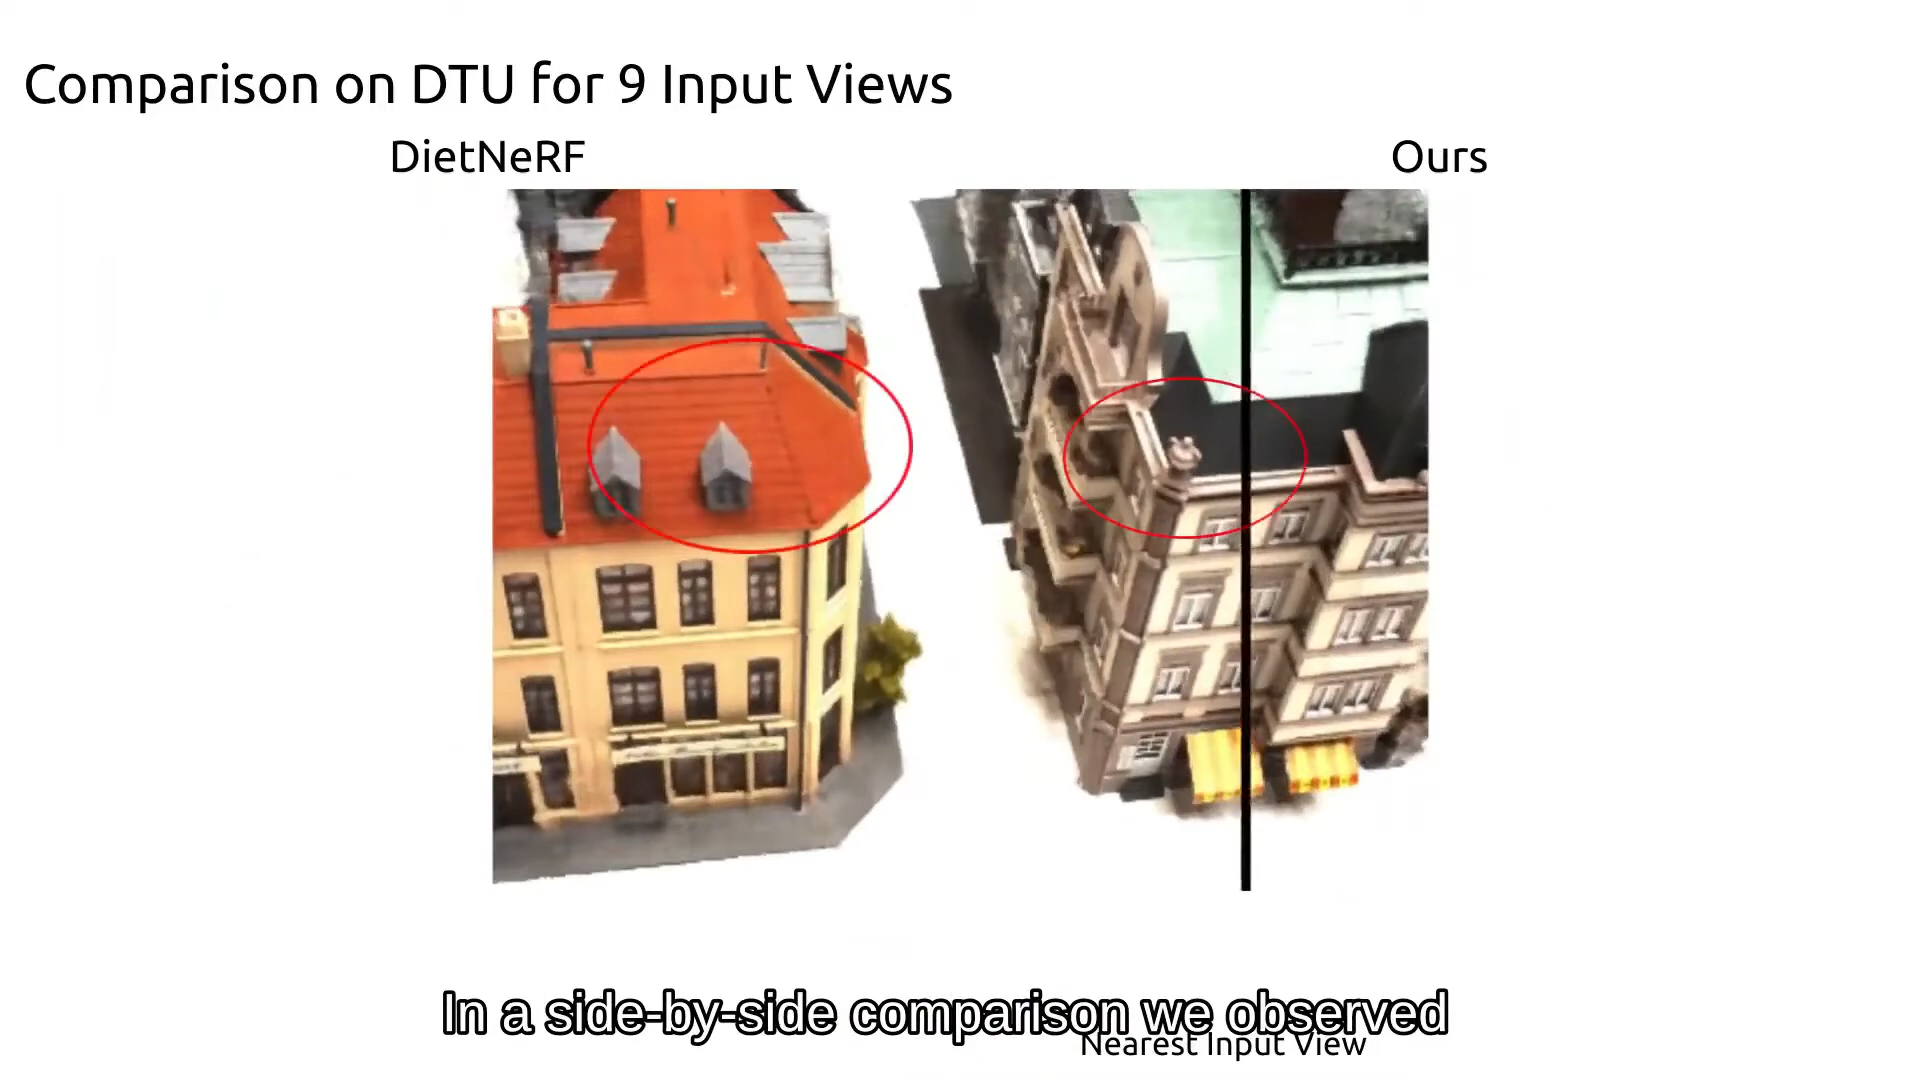 Comparison on DTU for 9 Input Views
DietNeRF
Ours
In a side-by-side comparison we observed
Nearest Input View